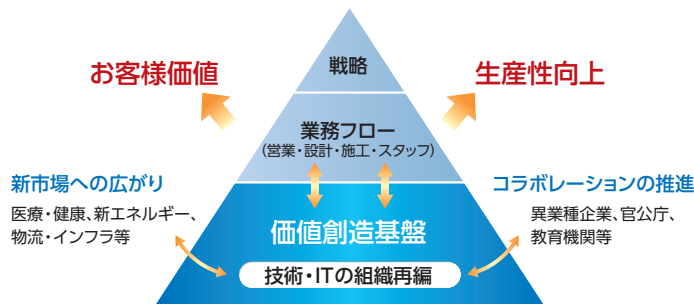 戦略
お客様価値
生産性向上
業務フロー
(営業・設計・施工・スタッフ)
新市場への広がり
医療・健康、新エネルギー、
物流・インフラ等
コラボレーションの推進
異業種企業、官公庁、
教育機関等
価値創造基盤
技術・ITの組織再編